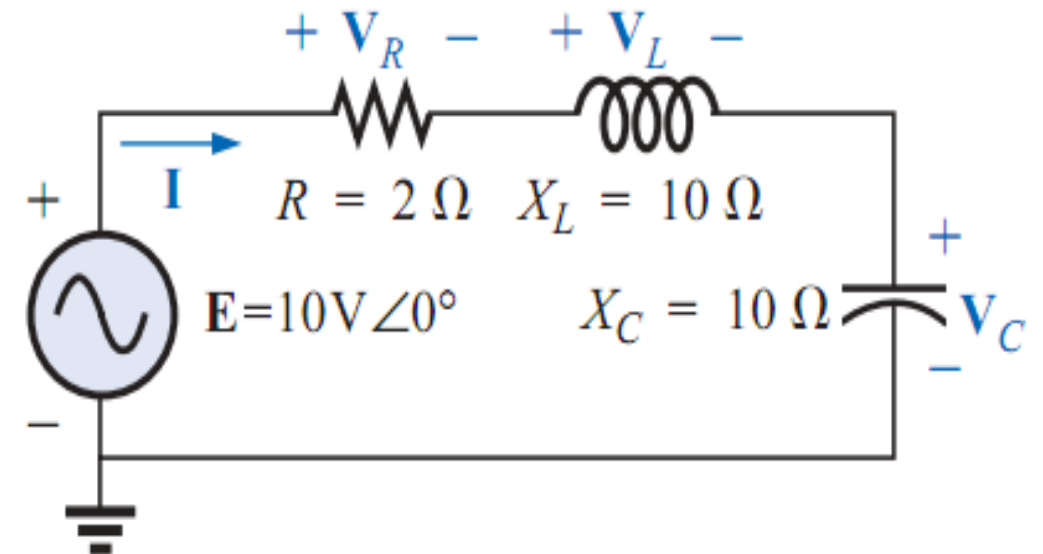 + V_R − + V_L −
I
R = 2 Ω X_L = 10 Ω
+
+
E=10V∠0°
X_C = 10 Ω
V_C
−
−